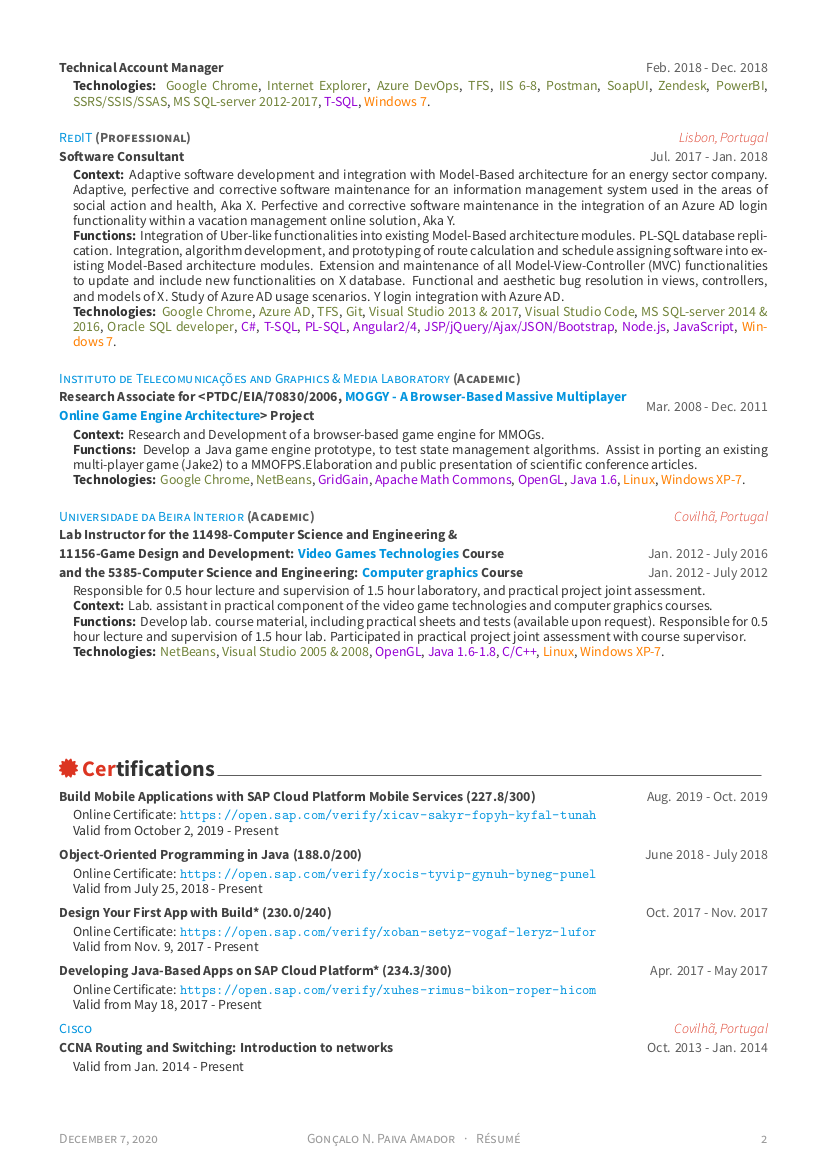 Technical Account Manager Feb. 2018 - Dec. 2018
Technologies: Google Chrome, Internet Explorer, Azure DevOps, TFS, IIS 6-8, Postman, SoapUI, Zendesk, PowerBI,
SSRS/SSIS/SSAS, MS SQL-server 2012-2017, T-SQL, Windows 7.
RedIT (Professional) Lisbon, Portugal
Software Consultant Jul. 2017 - Jan. 2018
Context: Adaptive software development and integration with Model-Based architecture for an energy sector company.
Adaptive, perfective and corrective software maintenance for an information management system used in the areas of
social action and health, Aka X. Perfective and corrective software maintenance in the integration of an Azure AD login
functionality within a vacation management online solution, Aka Y.
Functions: Integration of Uber-like functionalities into existing Model-Based architecture modules. PL-SQL database repli-
cation. Integration, algorithm development, and prototyping of route calculation and schedule assigning software into ex-
isting Model-Based architecture modules. Extension and maintenance of all Model-View-Controller (MVC) functionalities
to update and include new functionalities on X database. Functional and aesthetic bug resolution in views, controllers,
and models of X. Study of Azure AD usage scenarios. Y login integration with Azure AD.
Technologies: Google Chrome, Azure AD, TFS, Git, Visual Studio 2013 & 2017, Visual Studio Code, MS SQL-server 2014 &
2016, Oracle SQL developer, C#, T-SQL, PL-SQL, Angular2/4, JSP/jQuery/Ajax/JSON/Bootstrap, Node.js, JavaScript, Win-
dows 7.
Instituto de Telecomunicações and Graphics & Media Laboratory (Academic)
Research Associate for <PTDC/EIA/70830/2006, MOGGY - A Browser-Based Massive Multiplayer
Online Game Engine Architecture> Project Mar. 2008 - Dec. 2011
Context: Research and Development of a browser-based game engine for MMOGs.
Functions: Develop a Java game engine prototype, to test state management algorithms. Assist in porting an existing
multi-player game (Jake2) to a MMOFPS.Elaboration and public presentation of scientific conference articles.
Technologies: Google Chrome, NetBeans, GridGain, Apache Math Commons, OpenGL, Java 1.6, Linux, Windows XP-7.
Universidade da Beira Interior (Academic) Covilhã, Portugal
Lab Instructor for the 11498-Computer Science and Engineering &
11156-Game Design and Development: Video Games Technologies Course Jan. 2012 - July 2016
and the 5385-Computer Science and Engineering: Computer graphics Course Jan. 2012 - July 2012
Responsible for 0.5 hour lecture and supervision of 1.5 hour laboratory, and practical project joint assessment.
Context: Lab. assistant in practical component of the video game technologies and computer graphics courses.
Functions: Develop lab. course material, including practical sheets and tests (available upon request). Responsible for 0.5
hour lecture and supervision of 1.5 hour lab. Participated in practical project joint assessment with course supervisor.
Technologies: NetBeans, Visual Studio 2005 & 2008, OpenGL, Java 1.6-1.8, C/C++, Linux, Windows XP-7.
Certifications
Build Mobile Applications with SAP Cloud Platform Mobile Services (227.8/300) Aug. 2019 - Oct. 2019
Online Certificate: https://open.sap.com/verify/xicav-sakyr-fopyh-kyfal-tunah
Valid from October 2, 2019 - Present
Object-Oriented Programming in Java (188.0/200) June 2018 - July 2018
Online Certificate: https://open.sap.com/verify/xocis-tyvip-gynuh-byneg-punel
Valid from July 25, 2018 - Present
Design Your First App with Build* (230.0/240) Oct. 2017 - Nov. 2017
Online Certificate: https://open.sap.com/verify/xoban-setyz-vogaf-leryz-lufor
Valid from Nov. 9, 2017 - Present
Developing Java-Based Apps on SAP Cloud Platform* (234.3/300) Apr. 2017 - May 2017
Online Certificate: https://open.sap.com/verify/xuhes-rimus-bikon-roper-hicom
Valid from May 18, 2017 - Present
Cisco Covilhã, Portugal
CCNA Routing and Switching: Introduction to networks Oct. 2013 - Jan. 2014
Valid from Jan. 2014 - Present
December 7, 2020 Gonçalo N. Paiva Amador · Résumé 2